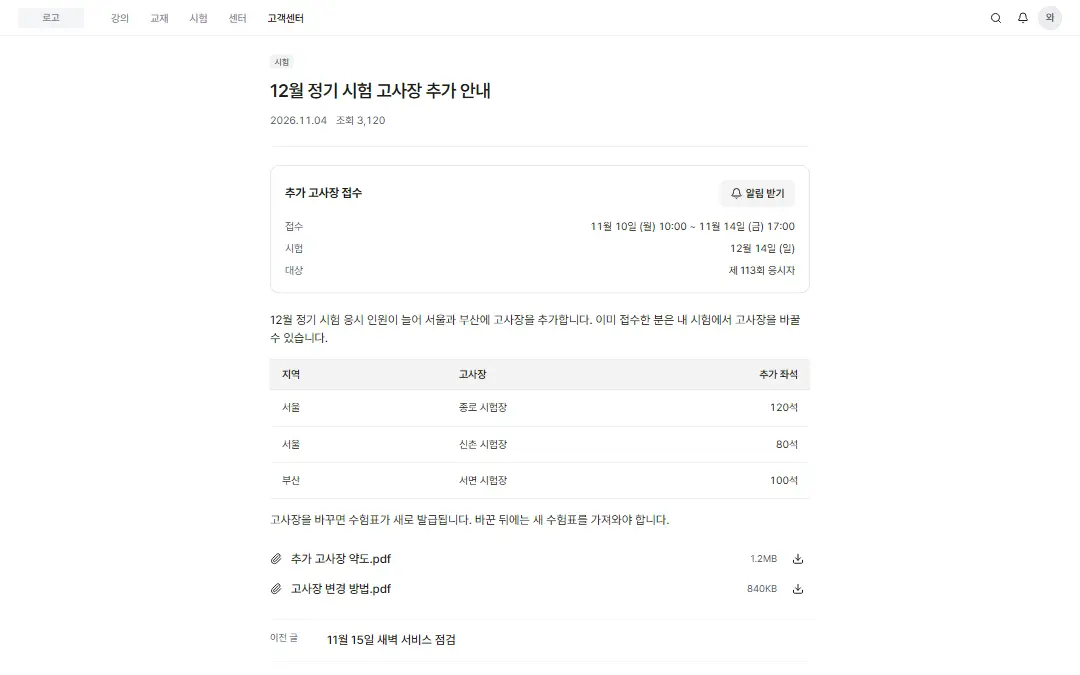 로고 강의 교재 시험 센터 고객센터 와
시험
12월 정기 시험 고사장 추가 안내
2026.11.04 조회 3,120
추가 고사장 접수 알림 받기
접수 11월 10일 (월) 10:00 ~ 11월 14일 (금) 17:00
시험 12월 14일 (일)
대상 제 113회 응시자
12월 정기 시험 응시 인원이 늘어 서울과 부산에 고사장을 추가합니다. 이미 접수한 분은 내 시험에서 고사장을 바꿀
수 있습니다.
지역 고사장 추가 좌석
서울 종로 시험장 120석
서울 신촌 시험장 80석
부산 서면 시험장 100석
고사장을 바꾸면 수험표가 새로 발급됩니다. 바꾼 뒤에는 새 수험표를 가져와야 합니다.
추가 고사장 약도.pdf 1.2MB
고사장 변경 방법.pdf 840KB
이전 글 11월 15일 새벽 서비스 점검